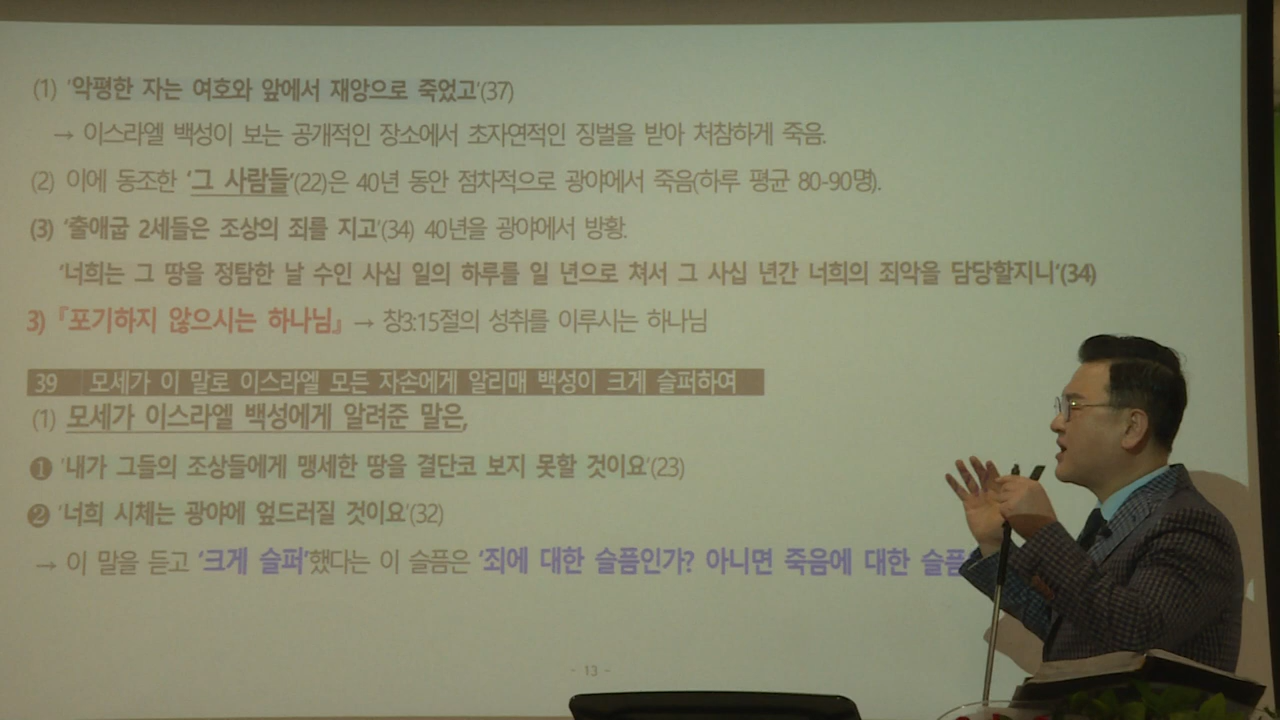 (1) '악평한 자는 여호와 앞에서 재앙으로 죽었고'(37)
→ 이스라엘 백성이 보는 공개적인 장소에서 초자연적인 징벌을 받아 처참하게 죽음.
(2) 이에 동조한 '그 사람들'(22)은 40년 동안 점차적으로 광야에서 죽음(하루 평균 80-90명).
(3) '출애굽 2세들은 조상의 죄를 지고'(34) 40년을 광야에서 방황.
'너희는 그 땅을 정탐한 날 수인 사십 일의 하루를 일 년으로 쳐서 그 사십 년간 너희의 죄악을 담당할지니'(34)
3)『포기하지 않으시는 하나님』 → 창3:15절의 성취를 이루시는 하나님
39 모세가 이 말로 이스라엘 모든 자손에게 알리매 백성이 크게 슬퍼하여
(1) 모세가 이스라엘 백성에게 알려준 말은,
❶ '내가 그들의 조상들에게 맹세한 땅을 결단코 보지 못할 것이요'(23)
❷ '너희 시체는 광야에 엎드러질 것이요'(32)
→ 이 말을 듣고 '크게 슬퍼'했다는 이 슬픔은 '죄에 대한 슬픔인가? 아니면 죽음에 대한 슬픔
- 13 -